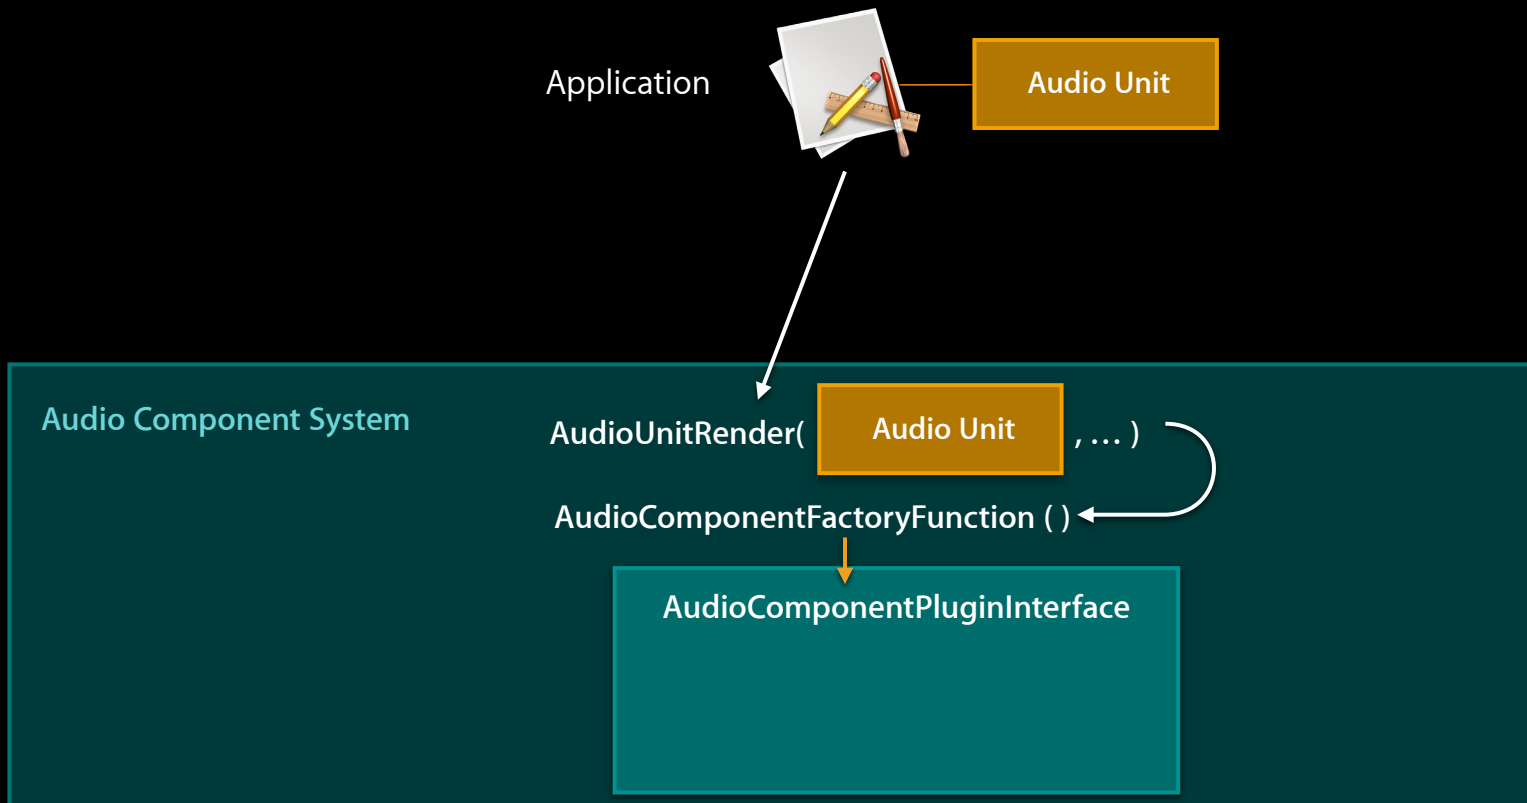 Application
Audio Unit
Audio Component System
AudioUnitRender( Audio Unit , … )
AudioComponentFactoryFunction ( )
AudioComponentPluginInterface